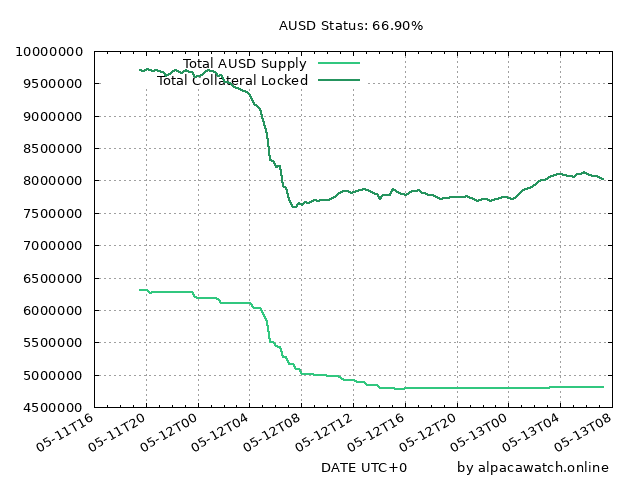 AUSD Status: 66.90%
10000000
9500000
9000000
8500000
8000000
7500000
7000000
6500000
6000000
5500000
5000000
4500000
Total AUSD Supply
Total Collateral Locked
05-11T16
05-11T20
05-12T00
05-12T04
05-12T08
05-12T12
05-12T16
05-12T20
05-13T00
05-13T04
05-13T08
DATE UTC+0
by alpacawatch.online